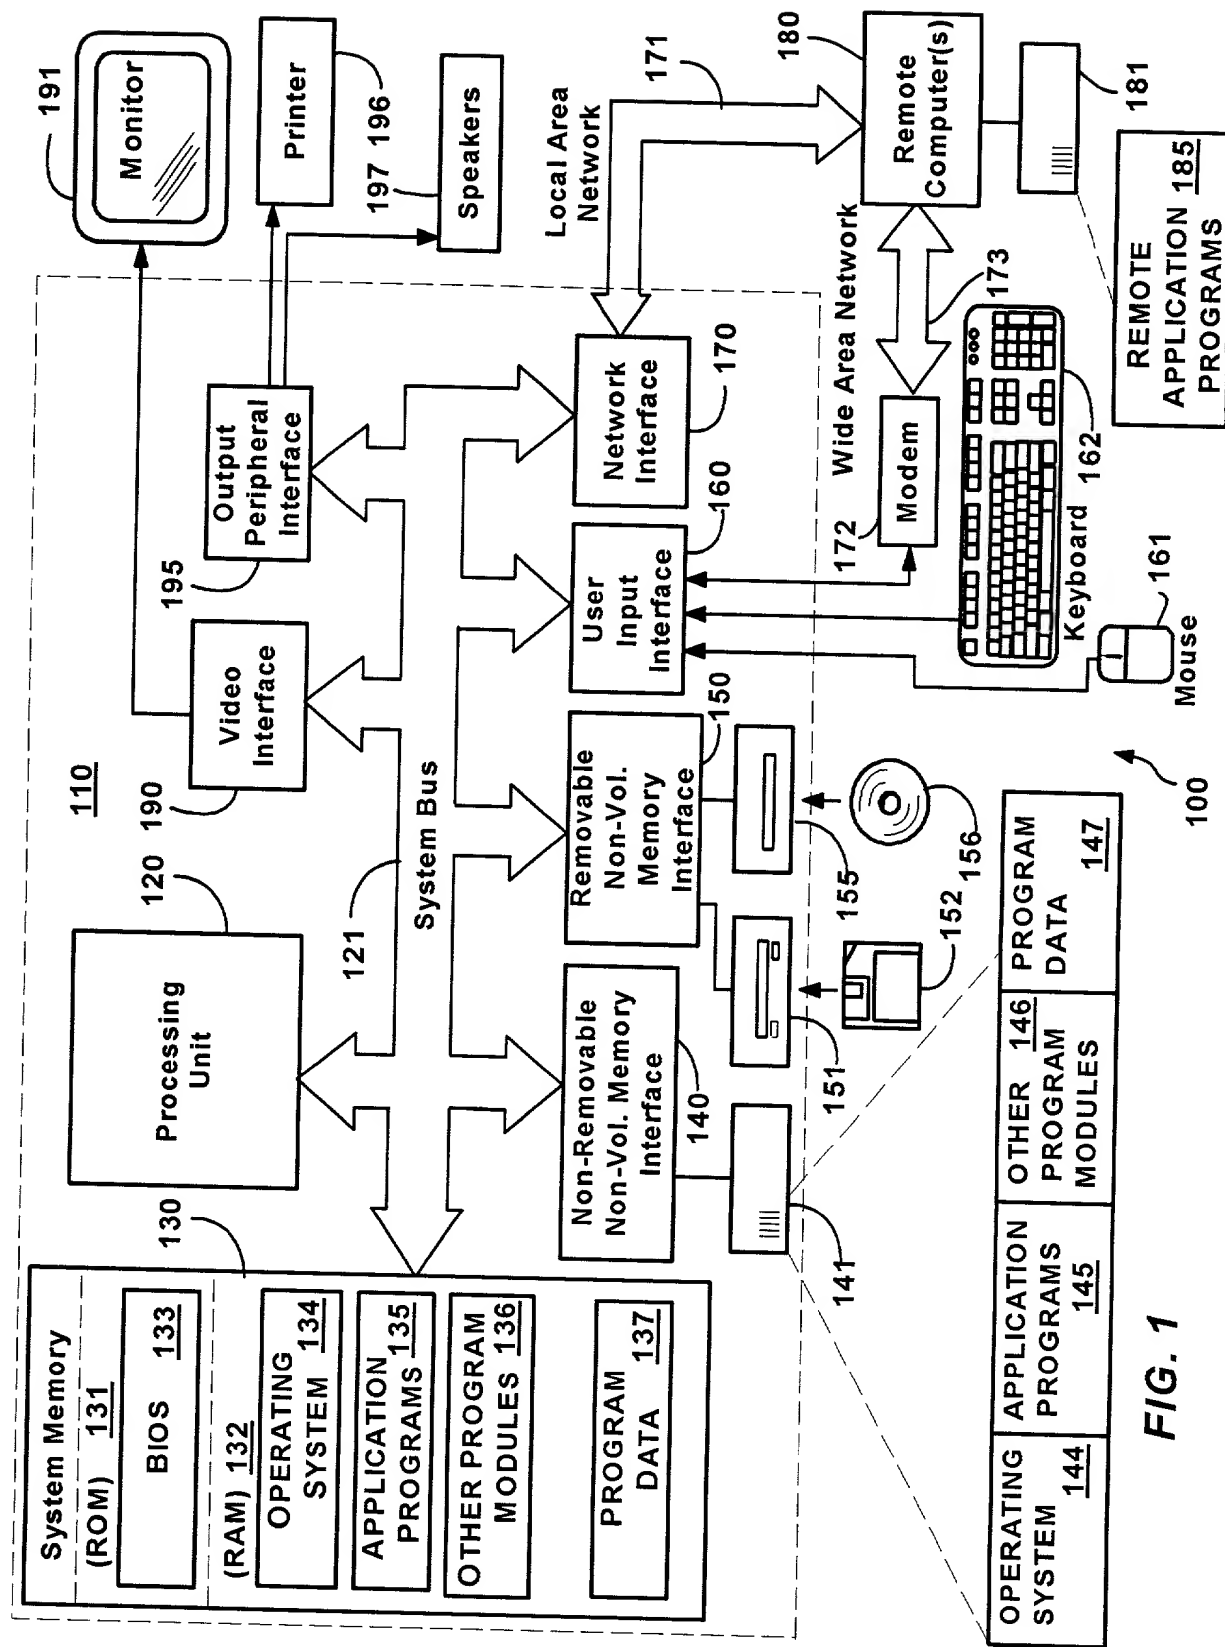 System Memory
(ROM) 131
BIOS 133
(RAM) 132
OPERATING
SYSTEM 134
APPLICATION
PROGRAMS 135
OTHER PROGRAM
MODULES 136
PROGRAM
DATA 137
130
Processing
Unit
120
110
190
Video
Interface
195
Output
Peripheral
Interface
191
Monitor
Printer
196
197
Speakers
121
System Bus
Non-Removable
Non-Vol. Memory
Interface
140
Removable
Non-Vol.
Memory
Interface
150
User
Input
Interface
160
Network
Interface
170
Local Area
Network
171
141
151
152
155
156
172
Modem
Wide Area Network
173
180
Remote
Computer(s)
181
Keyboard
162
161
Mouse
REMOTE
APPLICATION 185
PROGRAMS
100
OPERATING
SYSTEM
144
APPLICATION
PROGRAMS
145
OTHER 146
PROGRAM
MODULES
PROGRAM
DATA
147
FIG. 1